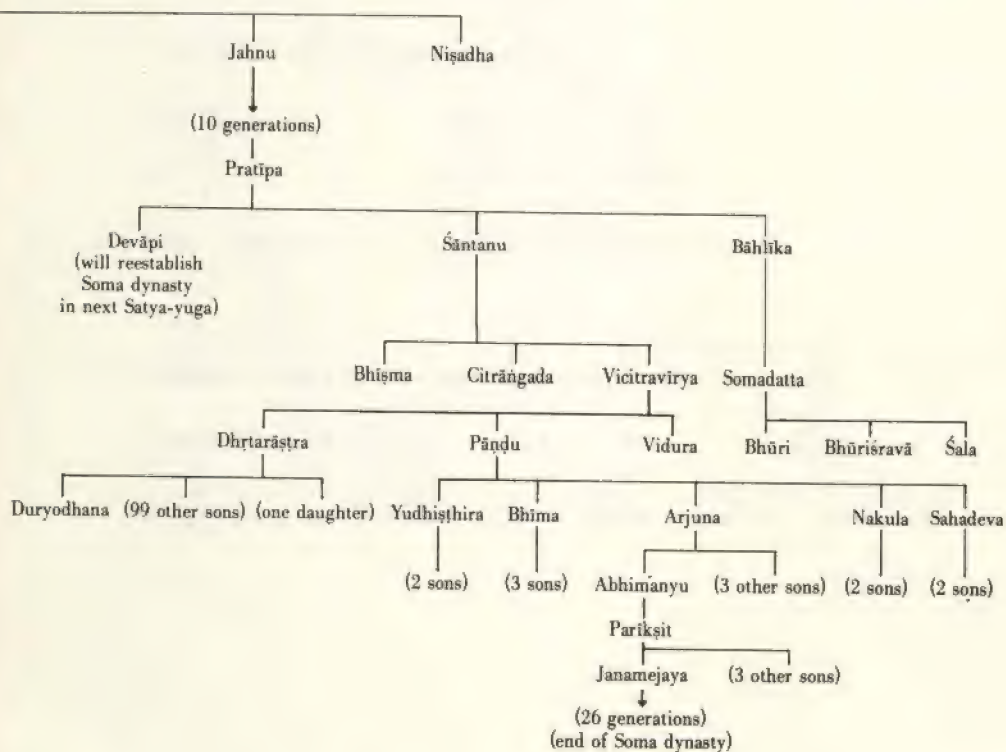 Jahnu Niṣadha
(10 generations)
Pratīpa
Devāpi Śāntanu Bāhlīka
(will reestablish
Soma dynasty
in next Satya-yuga)
Bhīṣma Citrāṅgada Vicitravīrya Somadatta
Dhṛtarāṣṭra Pāṇḍu Vidura Bhūri Bhūriśravā Śala
Duryodhana (99 other sons) (one daughter) Yudhiṣṭhira Bhīma Arjuna Nakula Sahadeva
(2 sons) (3 sons) Abhimanyu (3 other sons) (2 sons) (2 sons)
Parīkṣit
Janamejaya (3 other sons)
(26 generations)
(end of Soma dynasty)